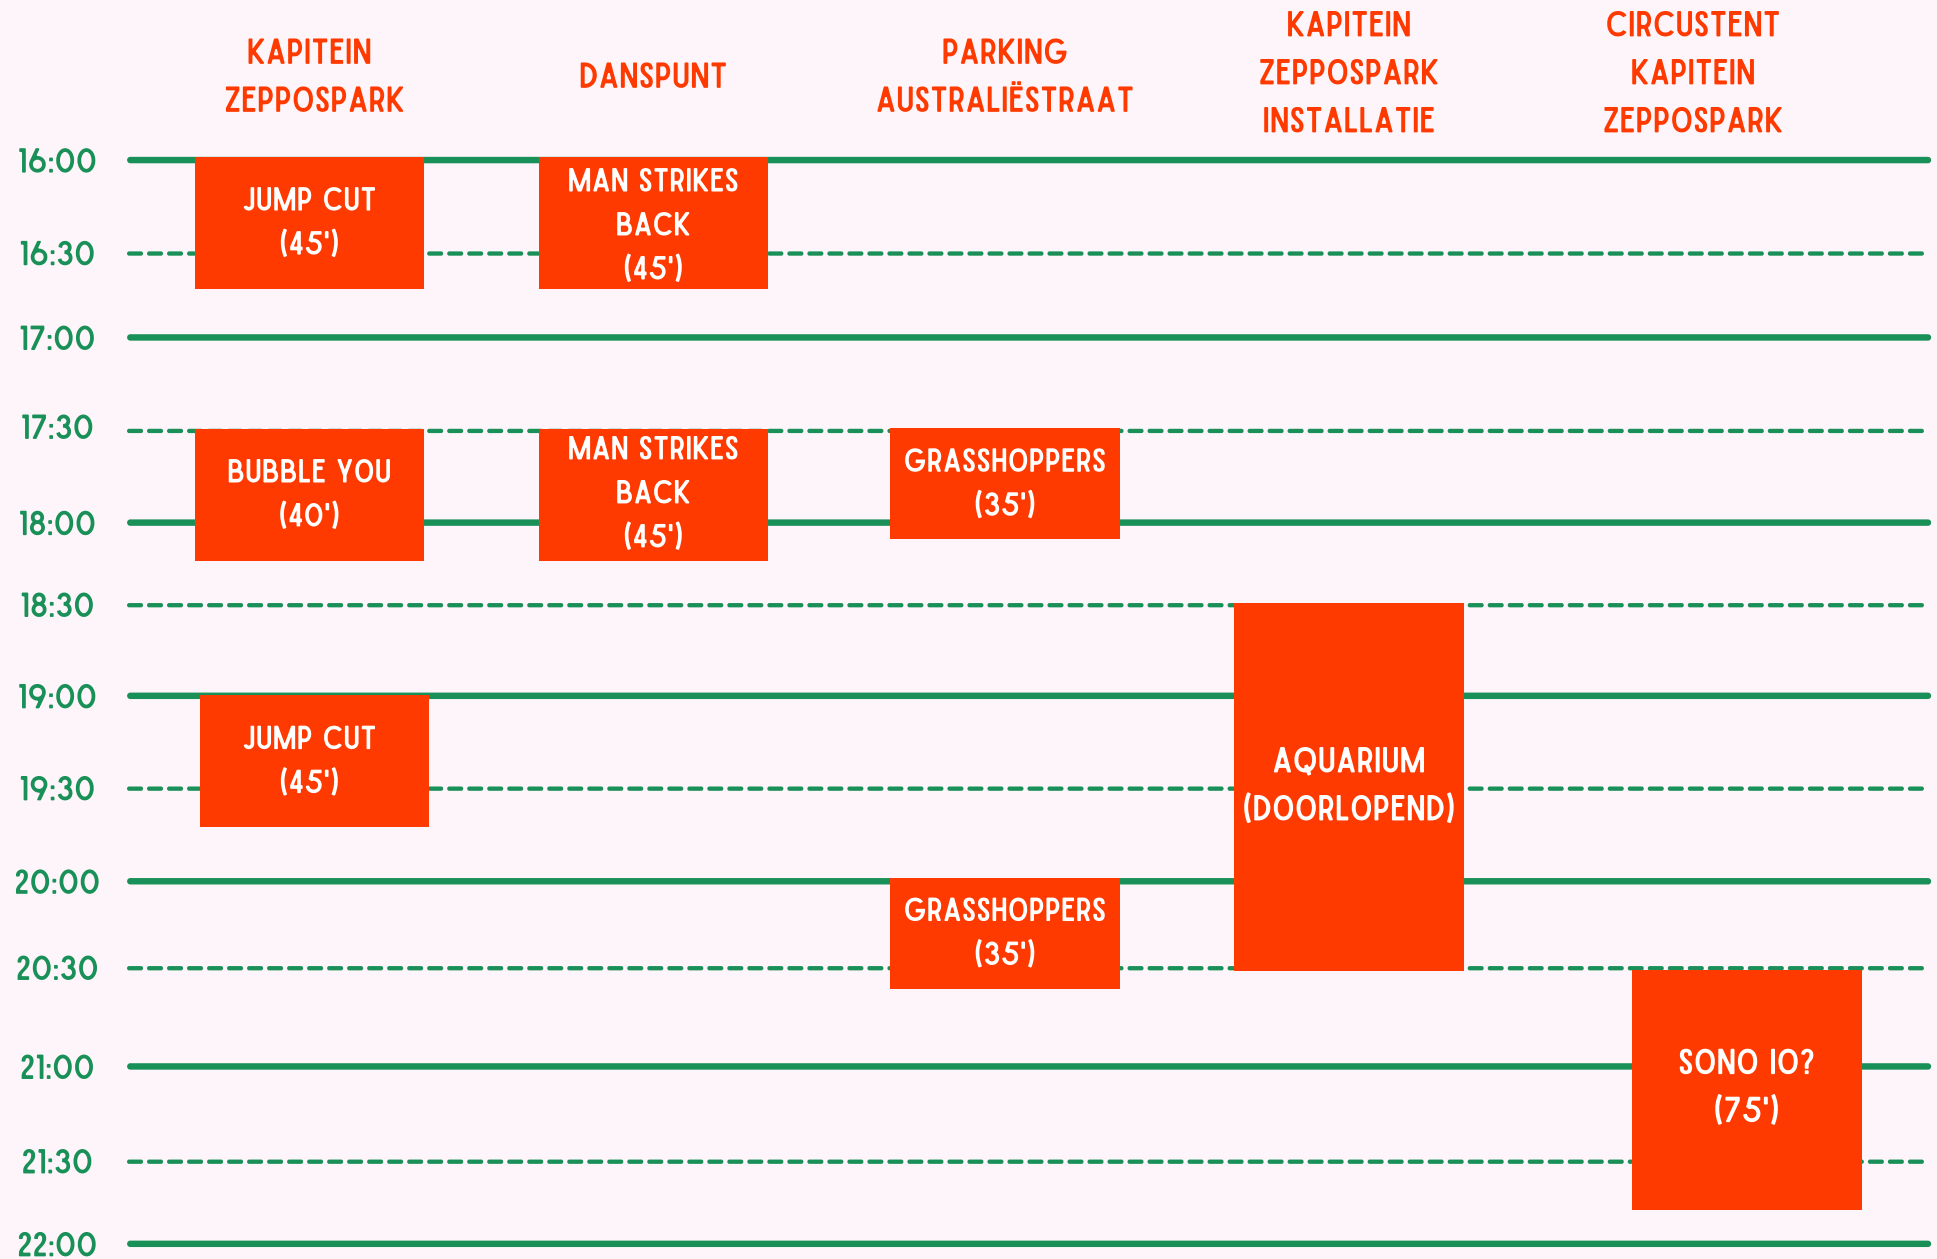 KAPITEIN
ZEPPOSPARK
DANSPUNT
PARKING
AUSTRALIËSTRAAT
KAPITEIN
ZEPPOSPARK
INSTALLATIE
CIRCUSTENT
KAPITEIN
ZEPPOSPARK
16:00
JUMP CUT
(45')
MAN STRIKES
BACK
(45')
16:30
17:00
17:30
BUBBLE YOU
(40')
MAN STRIKES
BACK
(45')
GRASSHOPPERS
(35')
18:00
18:30
19:00
JUMP CUT
(45')
AQUARIUM
(DOORLOPEND)
19:30
20:00
GRASSHOPPERS
(35')
20:30
21:00
SONO IO?
(75')
21:30
22:00